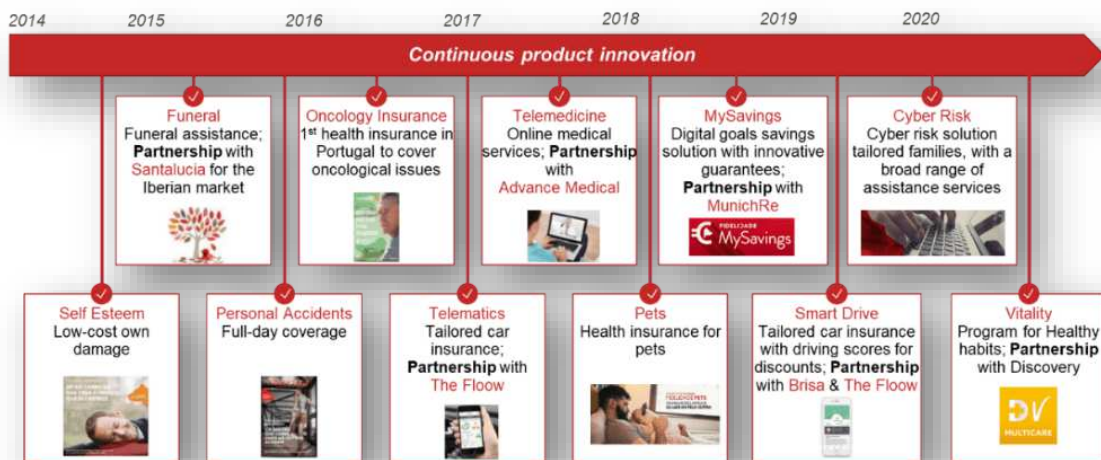 2014 2015 2016 2017 2018 2019 2020
Continuous product innovation
Funeral
Funeral assistance;
Partnership with
Santalucia for the
Iberian market
Oncology Insurance
1st health insurance in
Portugal to cover
oncological issues
Telemedicine
Online medical
services; Partnership
with
Advance Medical
MySavings
Digital goals savings
solution with innovative
guarantees;
Partnership with
MunichRe
FIDELIDADE
MySavings
Cyber Risk
Cyber risk solution
tailored families, with a
broad range of
assistance services
Self Esteem
Low-cost own
damage
Personal Accidents
Full-day coverage
Telematics
Tailored car
insurance;
Partnership with
The Floow
Pets
Health insurance for
pets
Smart Drive
Tailored car insurance
with driving scores for
discounts; Partnership
with Brisa & The Floow
Vitality
Program for Healthy
habits; Partnership
with Discovery
DV
MULTICARE